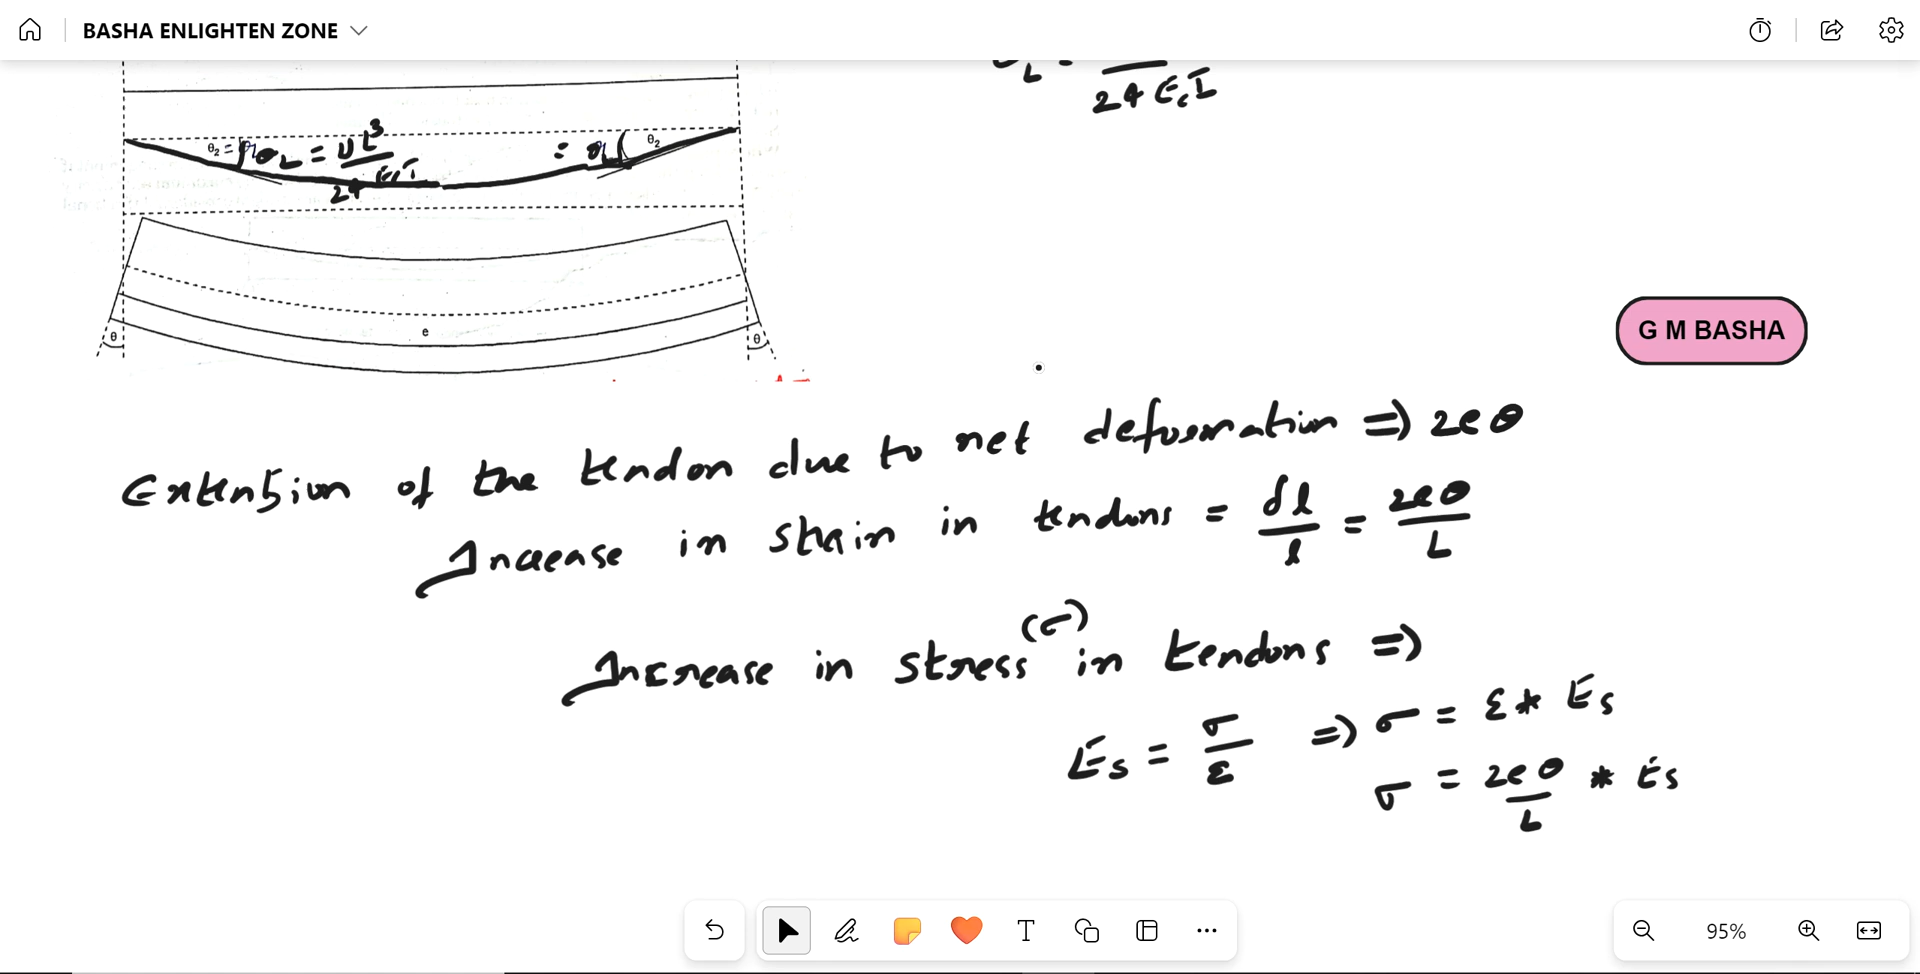 BASHA ENLIGHTEN ZONE
L =
24 EcI
θ2 = θL = UL³ / 24 EcI = θL θ2
e
θ θ
G M BASHA
Extension of the tendon due to net deformation => 2eθ
Increase in strain in tendons = δl / l = 2eθ / L
Increase in stress (σ) in tendons =>
Es = σ / ε => σ = ε * Es
σ = 2eθ / L * Es
T
95%